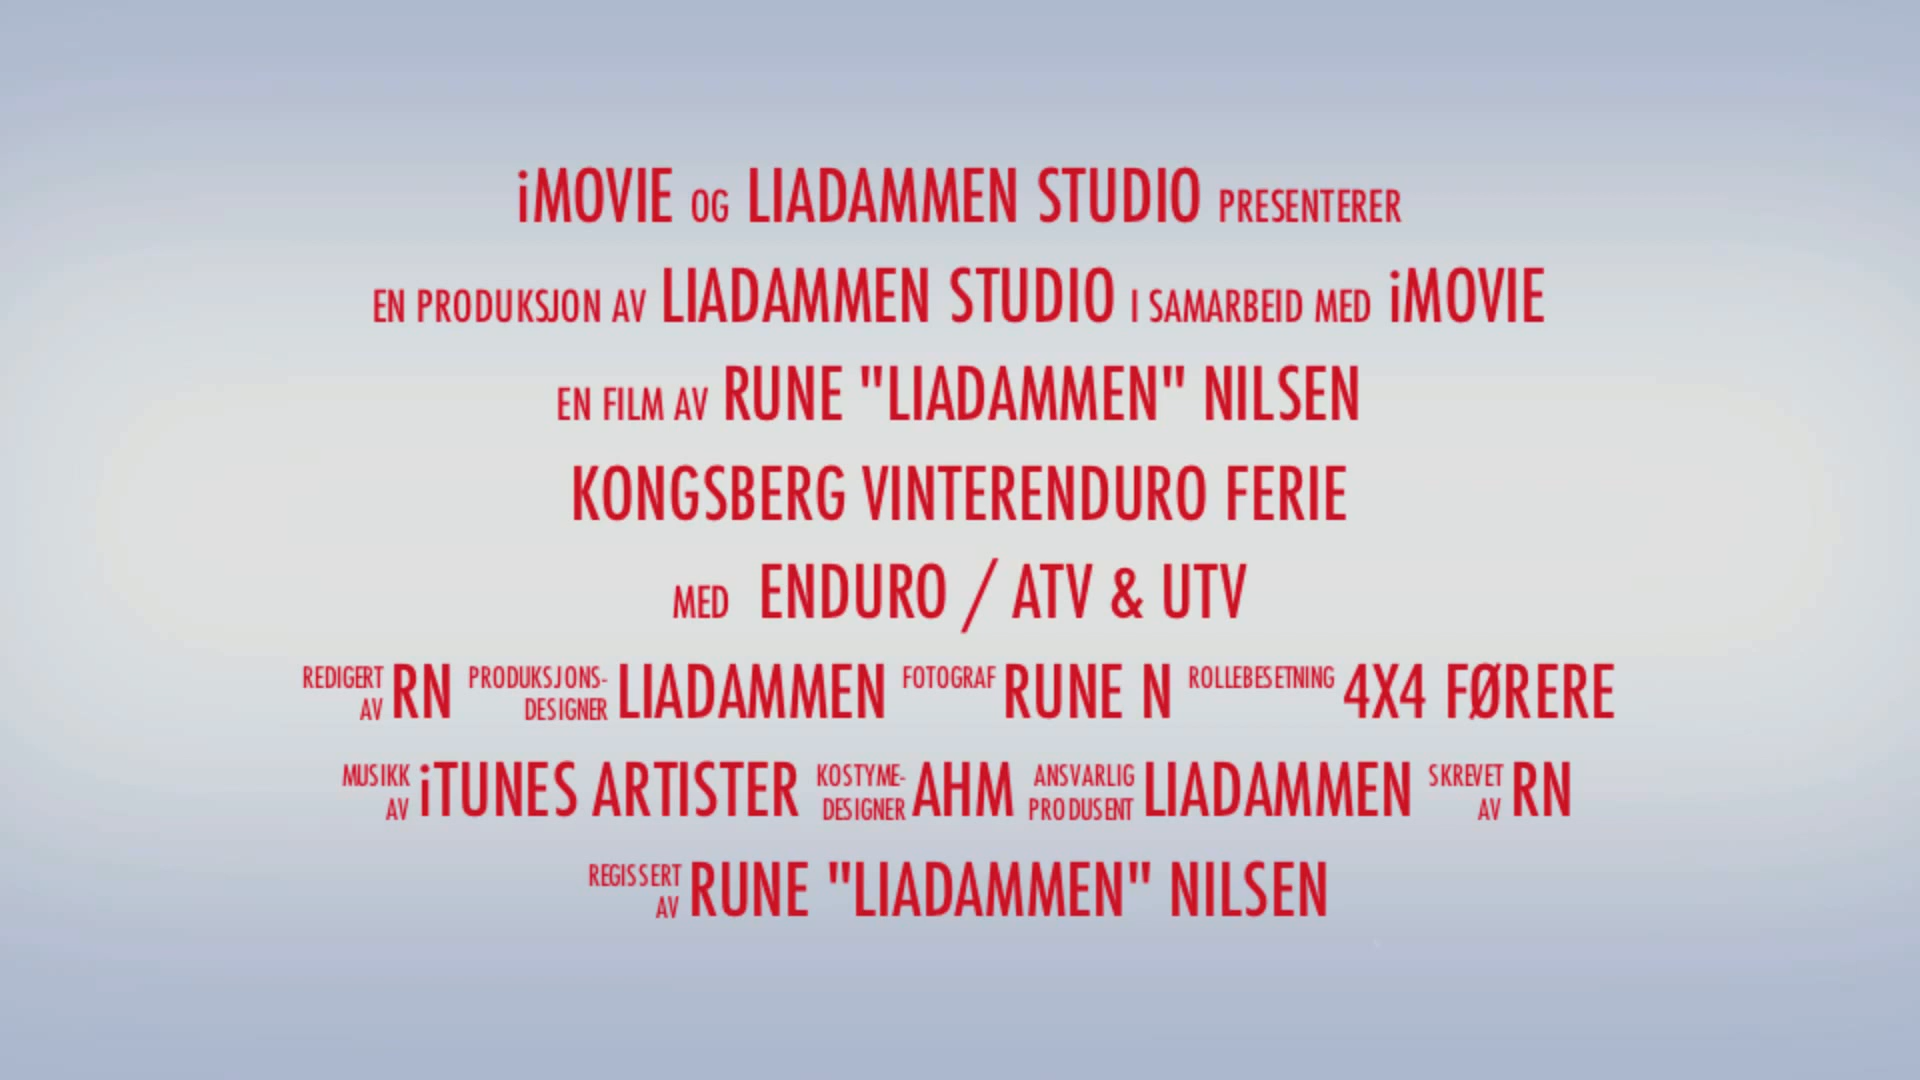 iMOVIE OG LIADAMMEN STUDIO PRESENTERER
EN PRODUKSJON AV LIADAMMEN STUDIO I SAMARBEID MED iMOVIE
EN FILM AV RUNE "LIADAMMEN" NILSEN
KONGSBERG VINTERENDURO FERIE
MED ENDURO / ATV & UTV
REDIGERT AV RN PRODUKSJONS-DESIGNER LIADAMMEN FOTOGRAF RUNE N ROLLEBESETNING 4X4 FØRERE
MUSIKK AV iTUNES ARTISTER KOSTYME-DESIGNER AHM ANSVARLIG PRODUSENT LIADAMMEN SKREVET AV RN
REGISSERT AV RUNE "LIADAMMEN" NILSEN